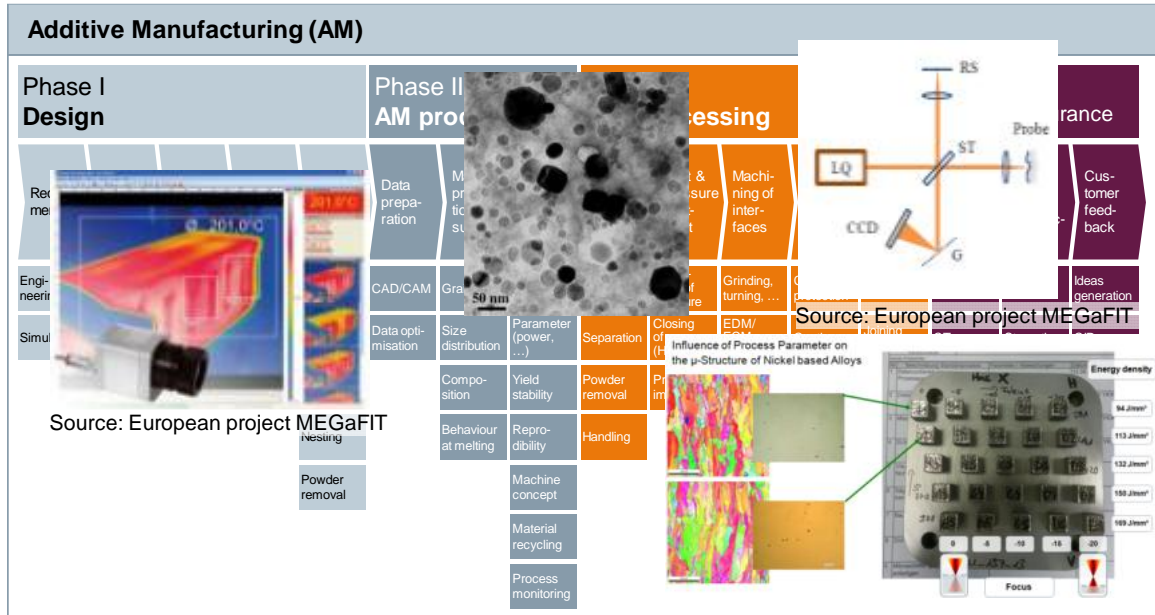 Additive Manufacturing (AM)
Phase I
Design
Phase II
AM
Data
prepa-
ration
Machi-
ning of
inter-
faces
Cus-
tomer
feed-
back
CAD/CAM
Grinding,
turning, …
Ideas
generation
Data opti-
misation
Size
distribution
Parameter
(power,
…)
Separation
Closing
of
EDM/
Compo-
sition
Yield
stability
Powder
removal
Behaviour
at melting
Repro-
dibility
Handling
Nesting
Powder
removal
Machine
concept
Material
recycling
Process
monitoring
@ 201.0°C
201.0°C
Source: European project MEGaFIT
50 nm
RS
Probe
ST
LQ
CCD
G
Source: European project MEGaFIT
Influence of Process Parameter on
the µ-Structure of Nickel based Alloys
Energy density
94 J/mm³
113 J/mm³
132 J/mm³
150 J/mm³
169 J/mm³
0 -5 -10 -15 -20
Focus